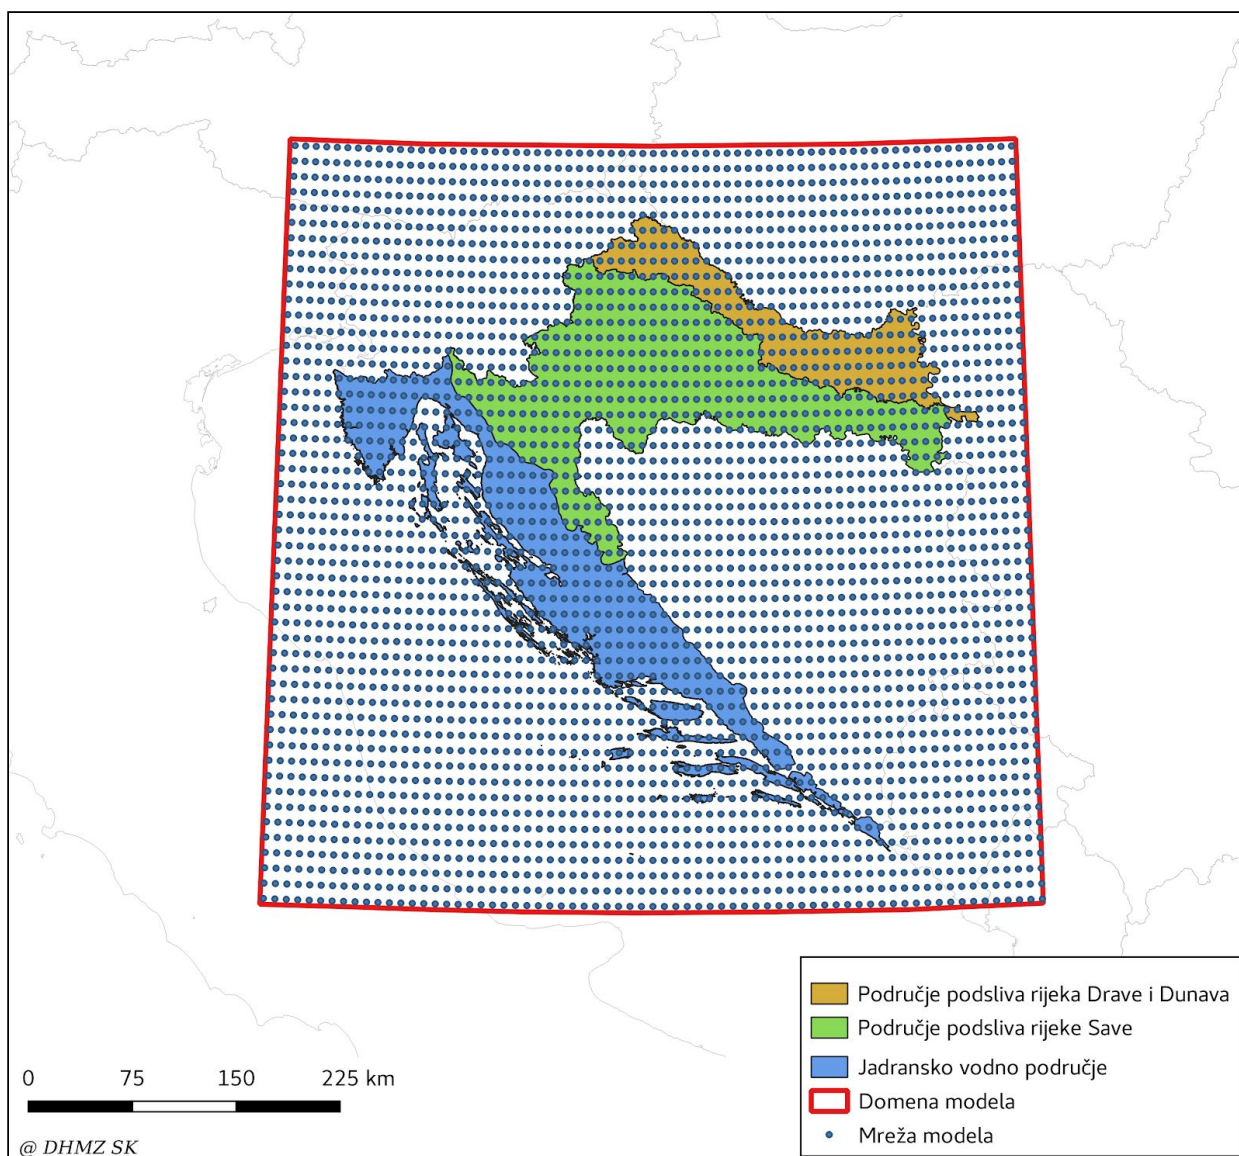 Područje podsliva rijeka Drave i Dunava
Područje podsliva rijeke Save
Jadransko vodno područje
Domena modela
Mreža modela
0 75 150 225 km
@ DHMZ SK